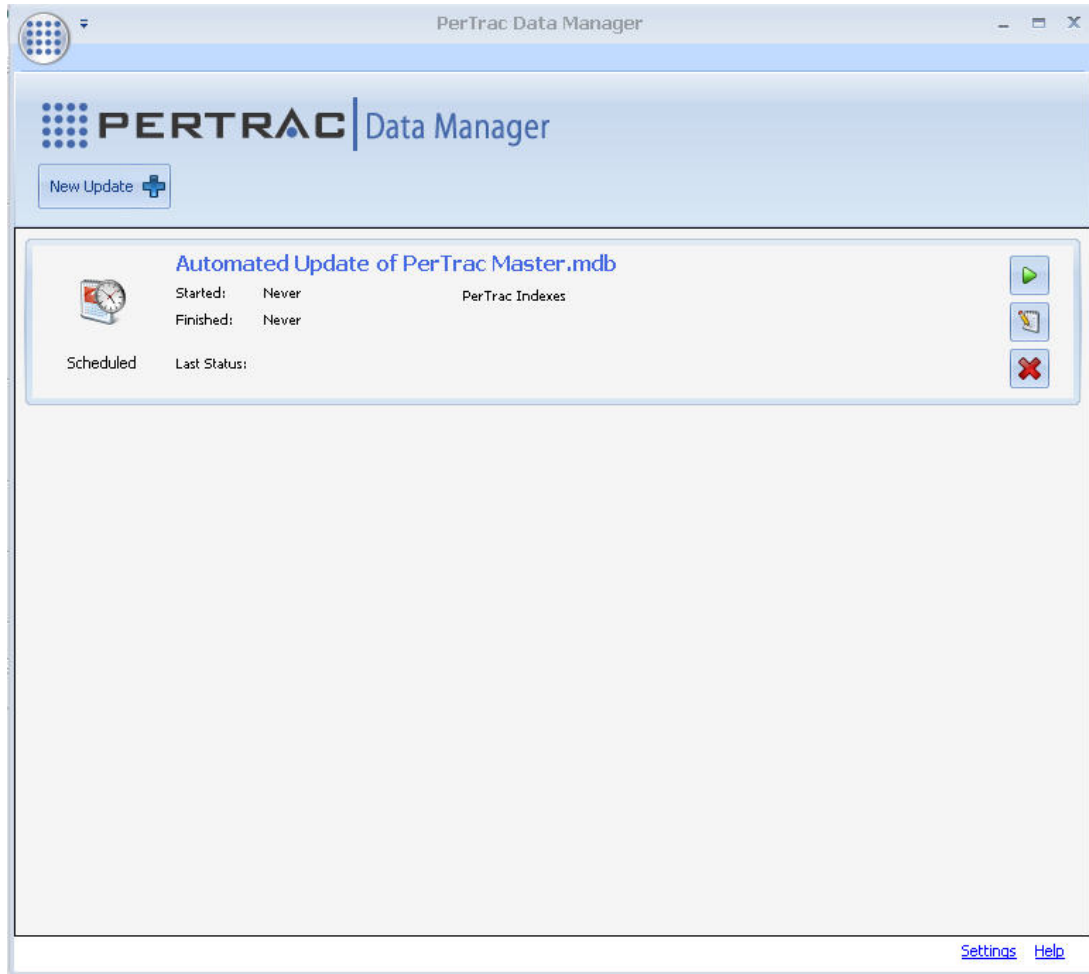 PerTrac Data Manager
PERTRAC Data Manager
New Update
Automated Update of PerTrac Master.mdb
Started: Never PerTrac Indexes
Finished: Never
Scheduled Last Status:
Settings Help